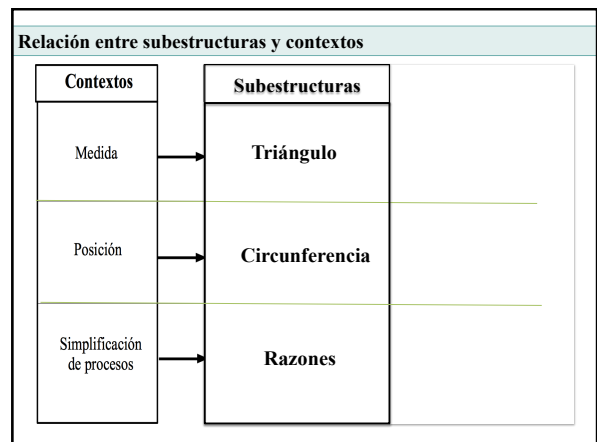 Relación entre subestructuras y contextos
Contextos
Subestructuras
Medida
Triángulo
Posición
Circunferencia
Simplificación
de procesos
Razones